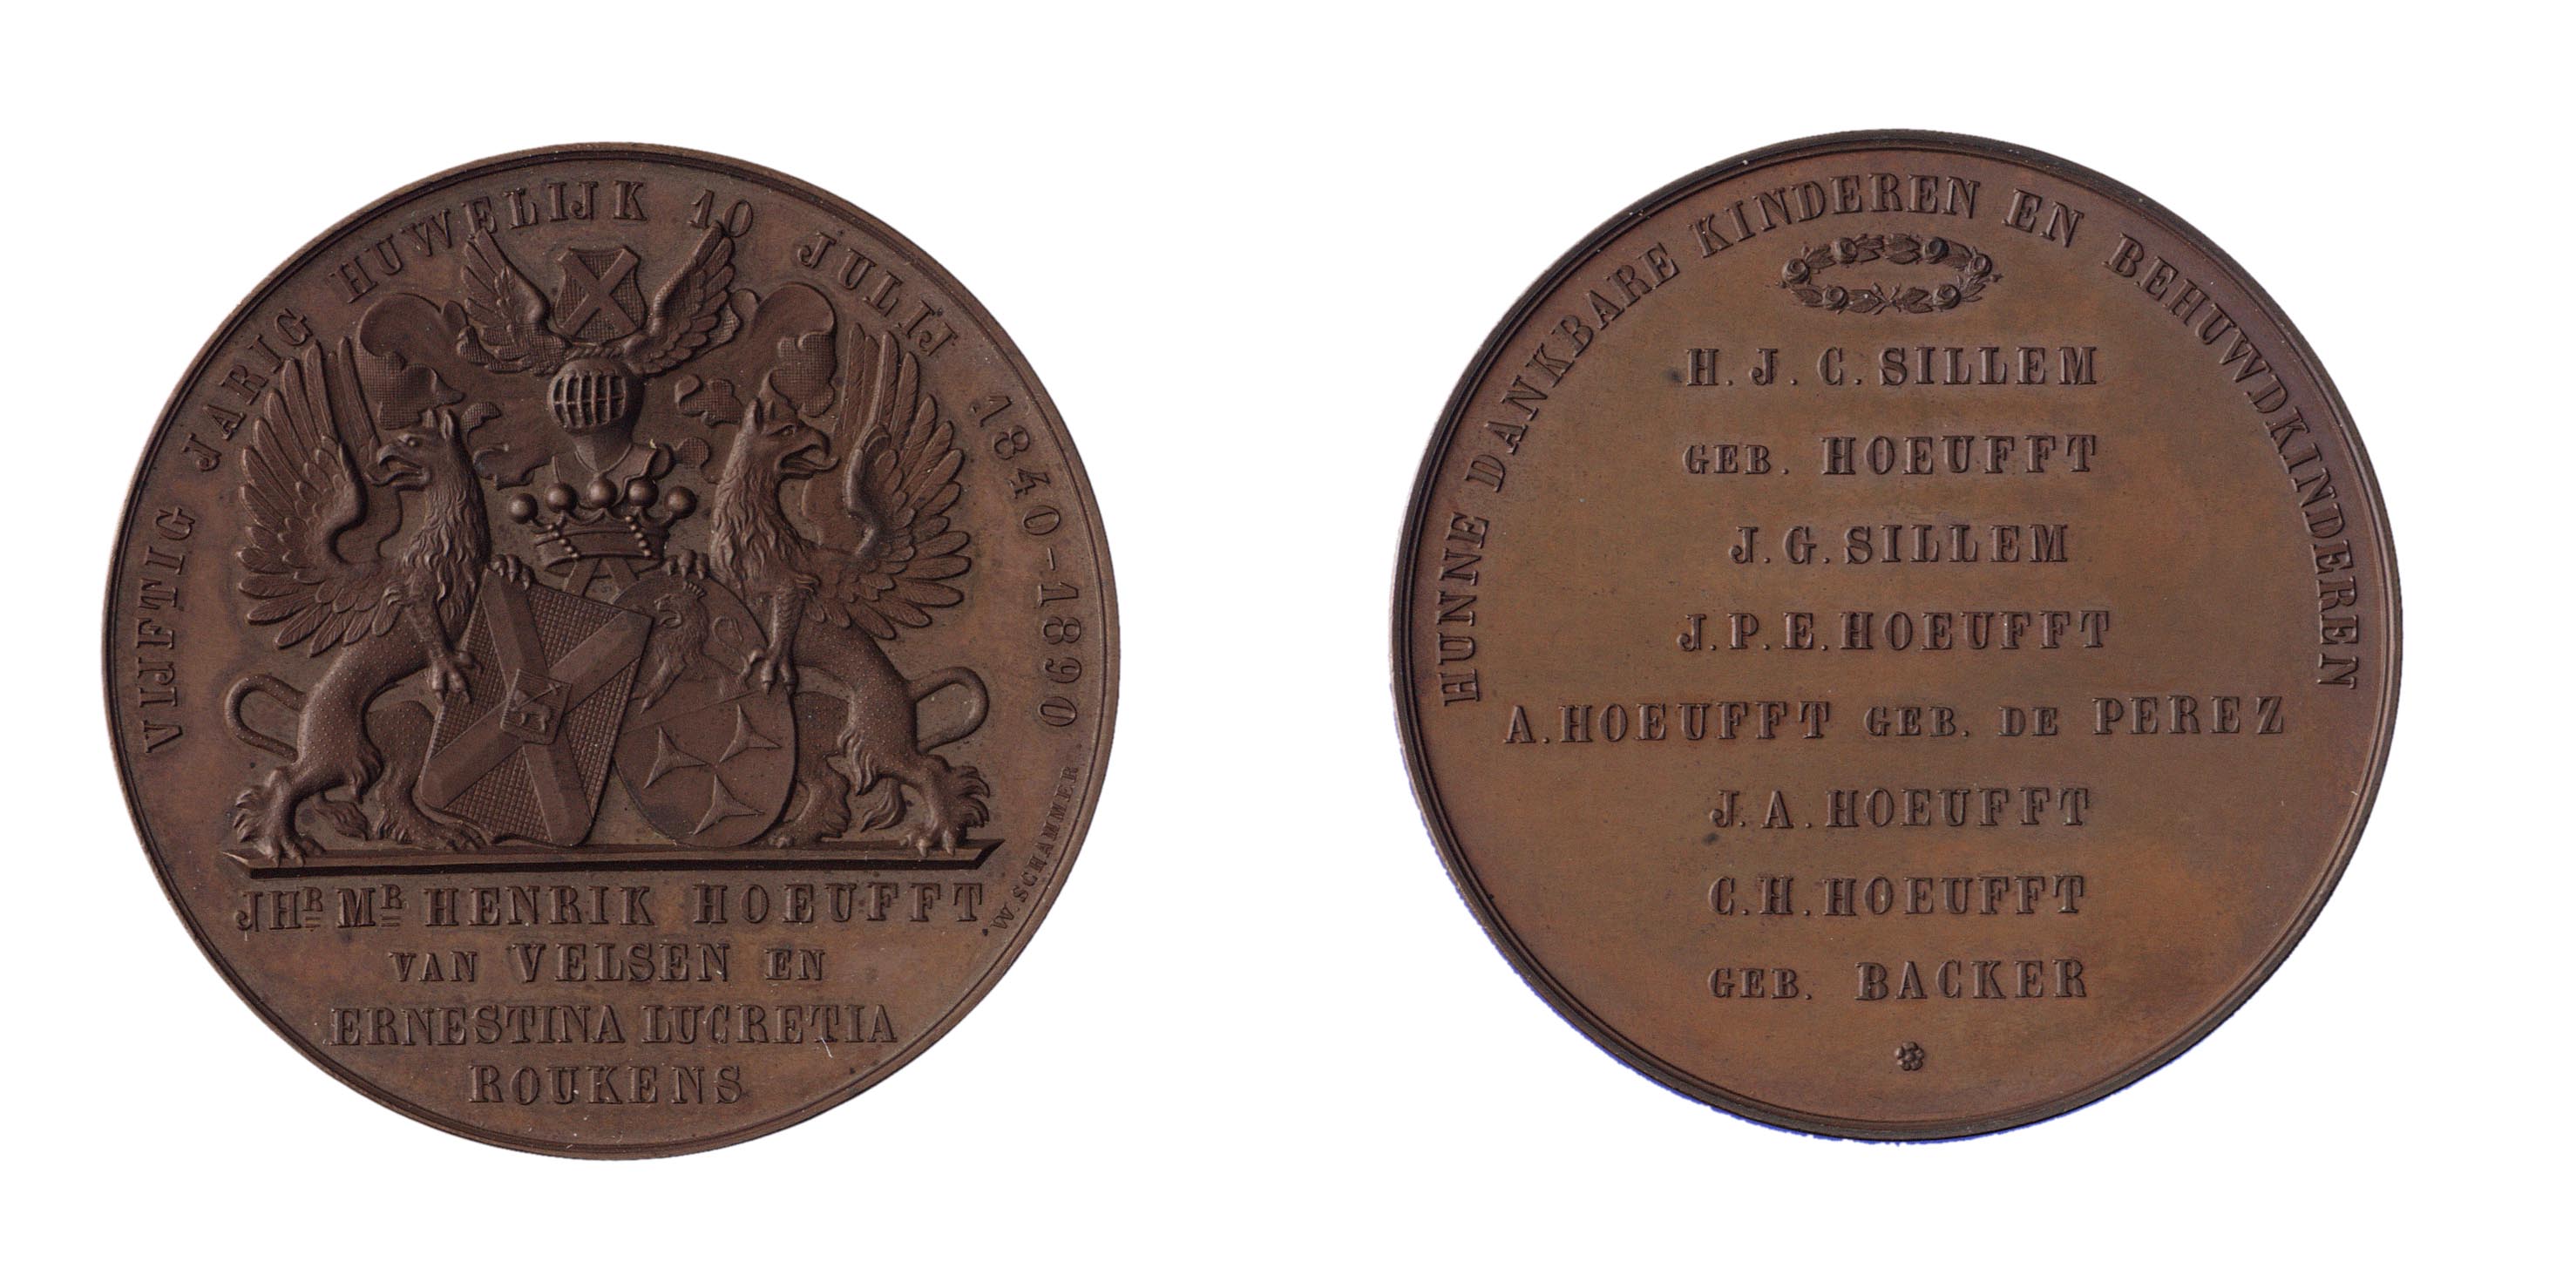 VIJFTIG JARIG HUWELIJK 10 JULIJ 1840-1890
W. SCHAMMER.
JHR MR HENRIK HOEUFFT
VAN VELSEN EN
ERNESTINA LUCRETIA
ROUKENS
HUNNE DANKBARE KINDEREN EN BEHUWDKINDEREN
H. J. C. SILLEM
GEB. HOEUFFT
J. G. SILLEM
J. P. E. HOEUFFT
A. HOEUFFT GEB. DE PEREZ
J. A. HOEUFFT
C. H. HOEUFFT
GEB. BACKER